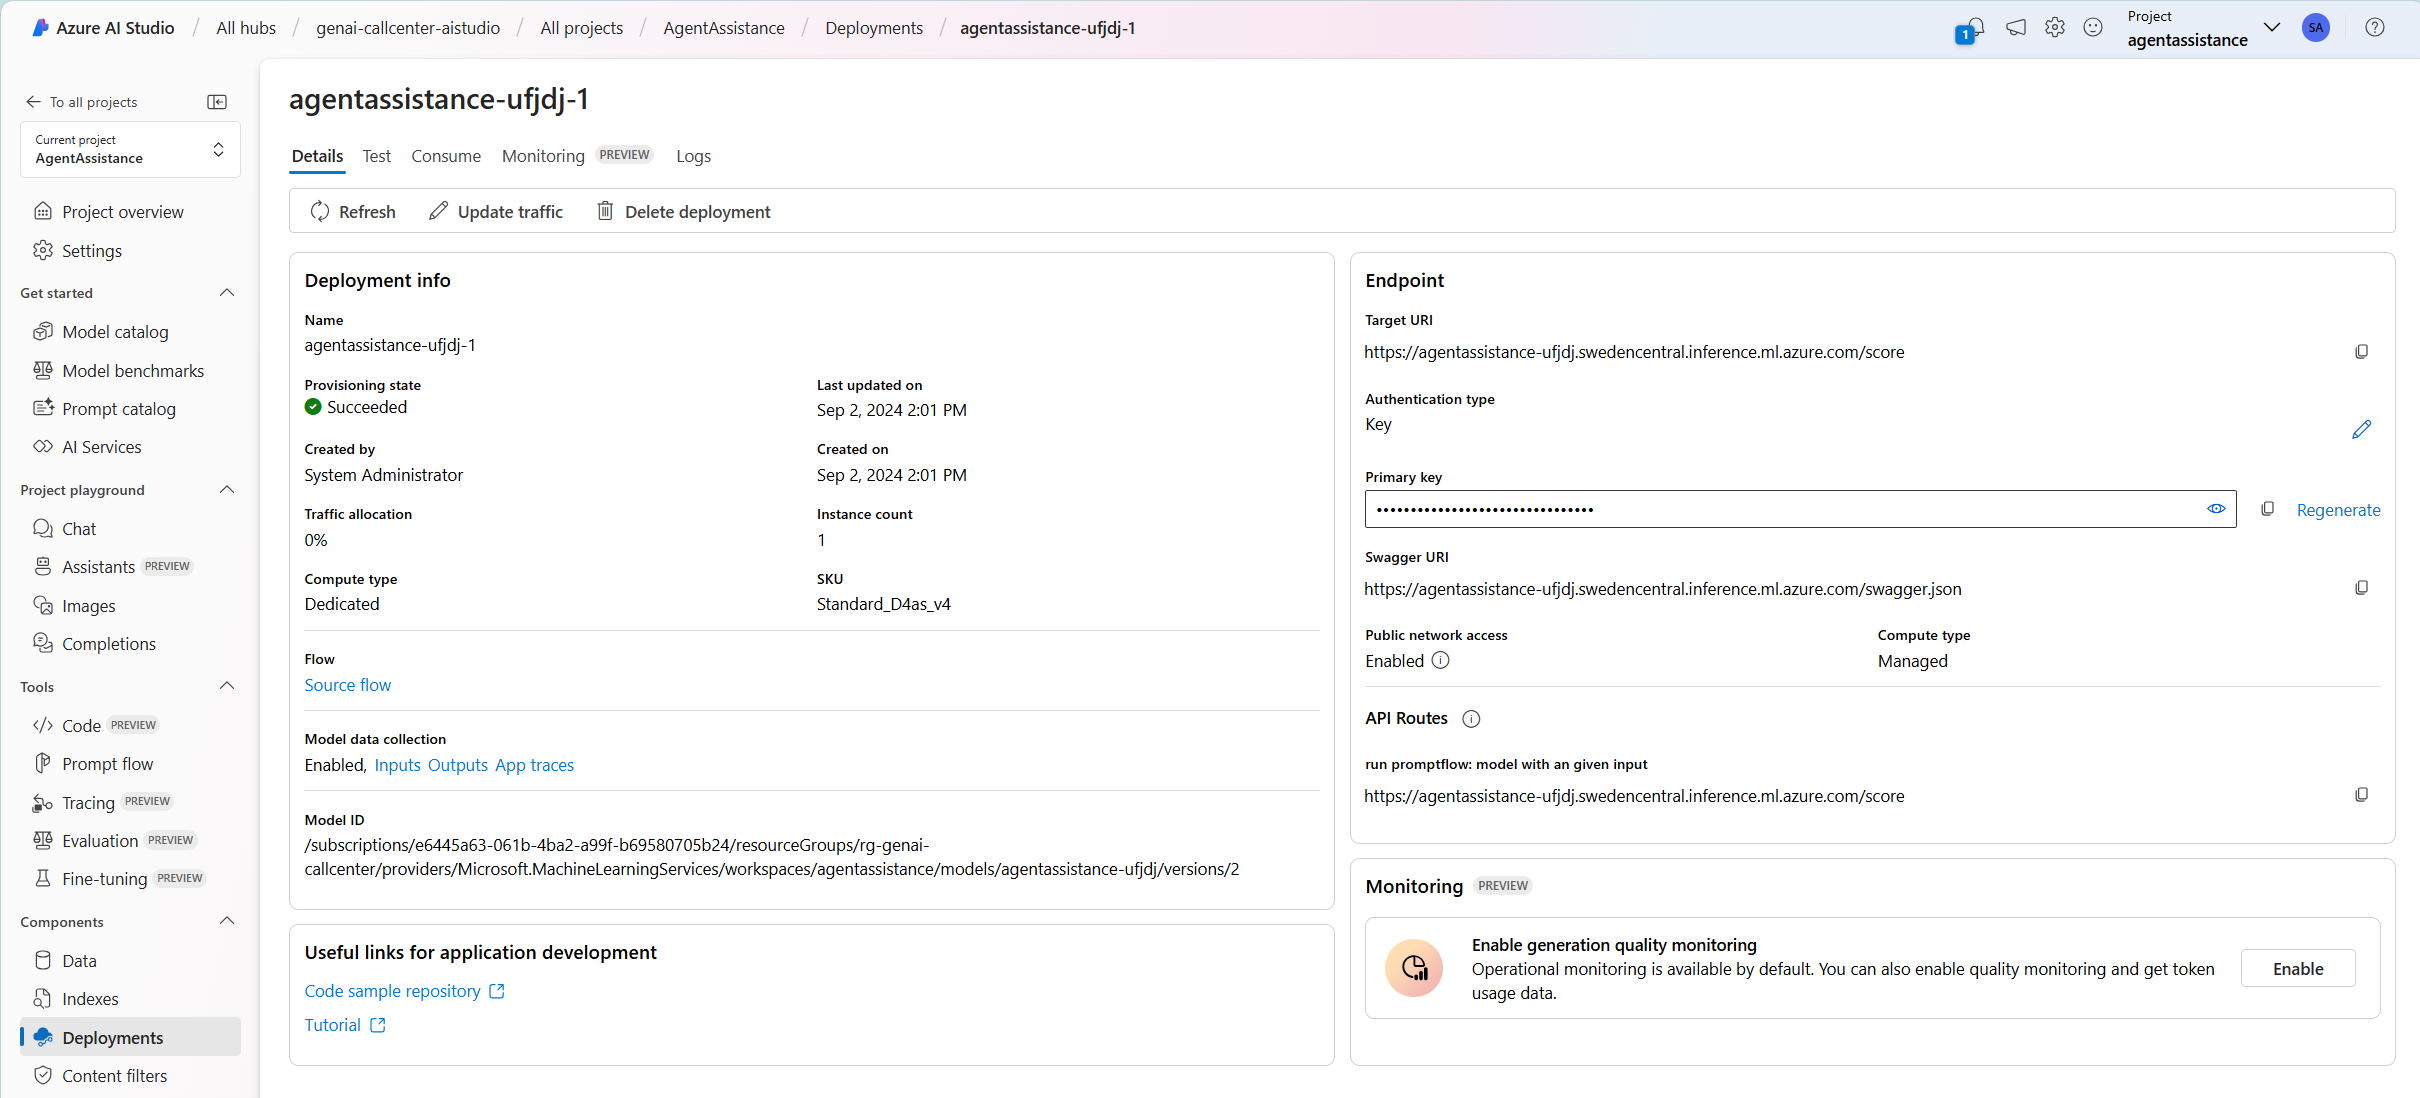 Azure AI Studio / All hubs / genai-callcenter-aistudio / All projects / AgentAssistance / Deployments / agentassistance-ufjdj-1
1
Project
agentassistance
SA
To all projects
Current project
AgentAssistance
Project overview
Settings
Get started
Model catalog
Model benchmarks
Prompt catalog
AI Services
Project playground
Chat
Assistants PREVIEW
Images
Completions
Tools
Code PREVIEW
Prompt flow
Tracing PREVIEW
Evaluation PREVIEW
Fine-tuning PREVIEW
Components
Data
Indexes
Deployments
Content filters
agentassistance-ufjdj-1
Details Test Consume Monitoring PREVIEW Logs
Refresh Update traffic Delete deployment
Deployment info
Name
agentassistance-ufjdj-1
Provisioning state Last updated on
Succeeded Sep 2, 2024 2:01 PM
Created by Created on
System Administrator Sep 2, 2024 2:01 PM
Traffic allocation Instance count
0% 1
Compute type SKU
Dedicated Standard_D4as_v4
Flow
Source flow
Model data collection
Enabled, Inputs Outputs App traces
Model ID
/subscriptions/e6445a63-061b-4ba2-a99f-b69580705b24/resourceGroups/rg-genai-
callcenter/providers/Microsoft.MachineLearningServices/workspaces/agentassistance/models/agentassistance-ufjdj/versions/2
Useful links for application development
Code sample repository
Tutorial
Endpoint
Target URI
https://agentassistance-ufjdj.swedencentral.inference.ml.azure.com/score
Authentication type
Key
Primary key
••••••••••••••••••••••••••••••••
Regenerate
Swagger URI
https://agentassistance-ufjdj.swedencentral.inference.ml.azure.com/swagger.json
Public network access Compute type
Enabled Managed
API Routes
run promptflow: model with an given input
https://agentassistance-ufjdj.swedencentral.inference.ml.azure.com/score
Monitoring PREVIEW
Enable generation quality monitoring
Operational monitoring is available by default. You can also enable quality monitoring and get token
usage data.
Enable